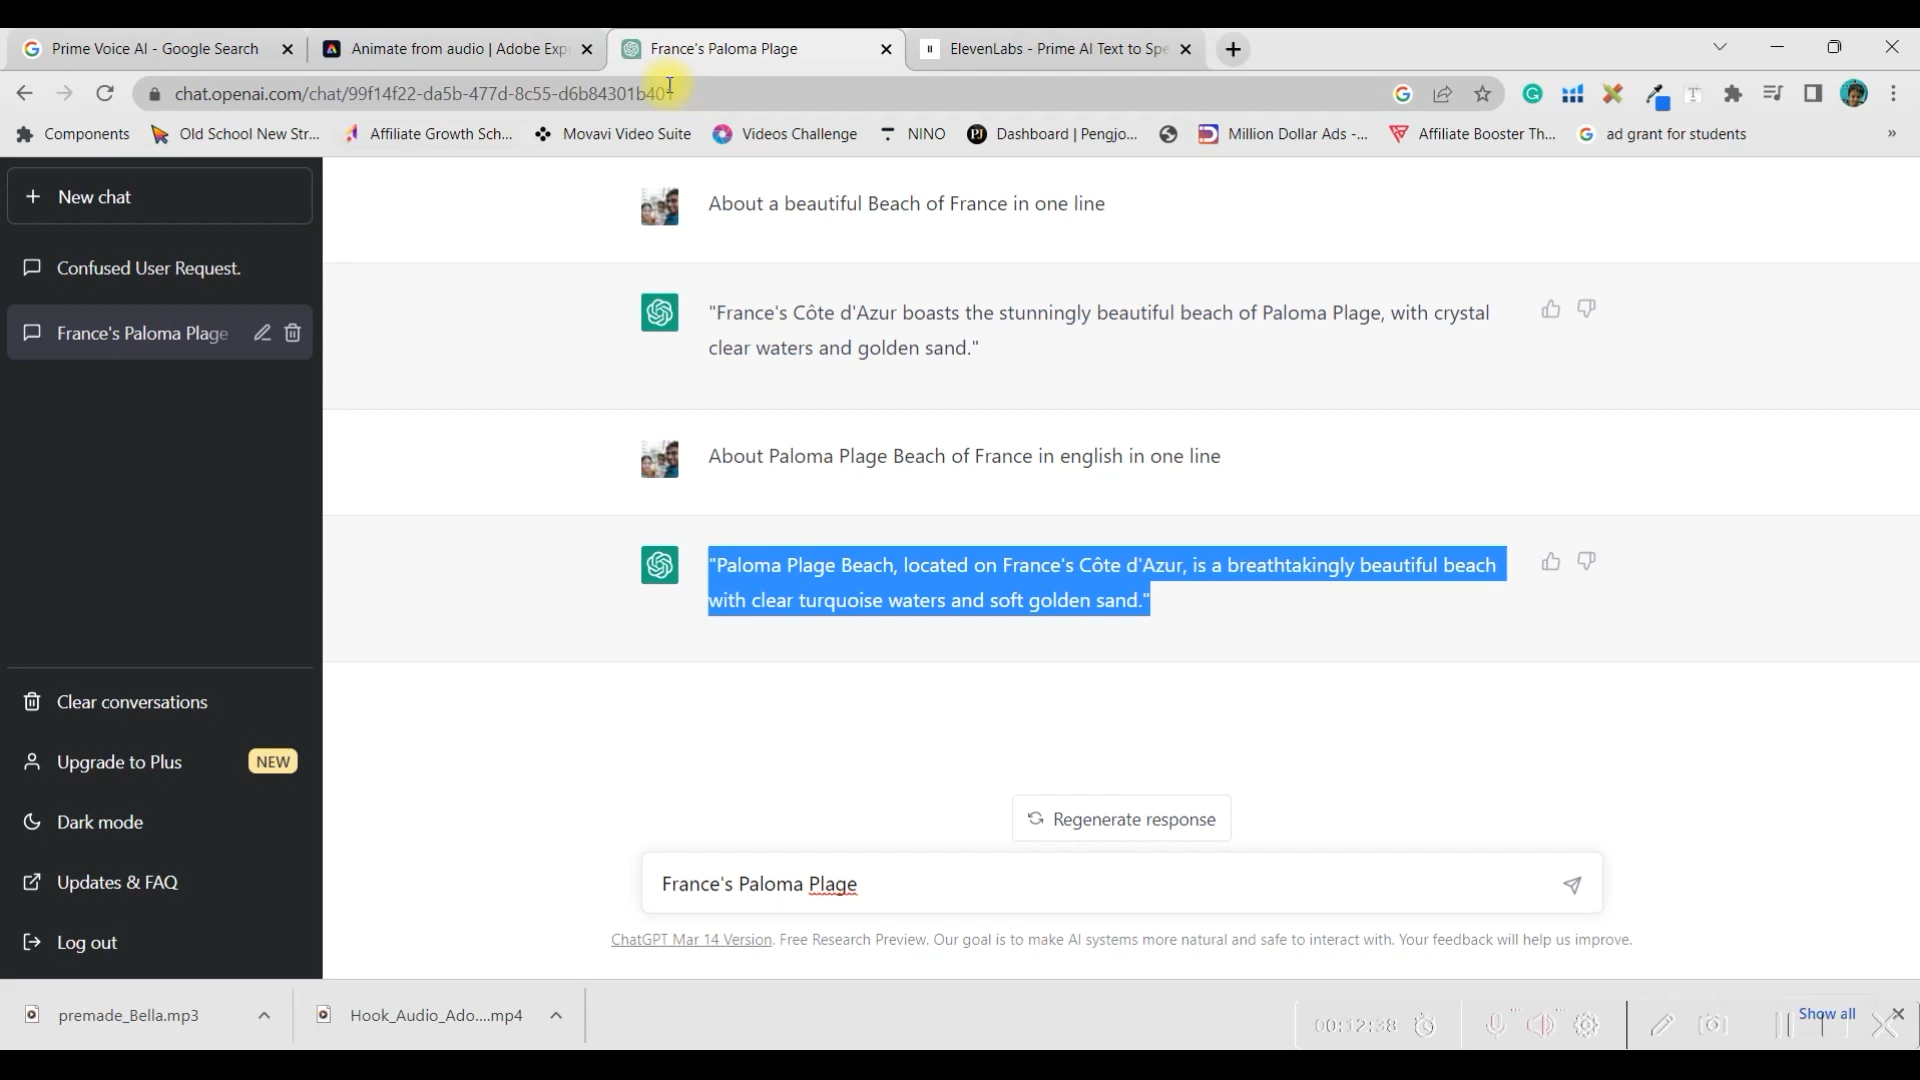 Prime Voice AI - Google Search
Animate from audio | Adobe Exp
France's Paloma Plage
ElevenLabs - Prime AI Text to Spe
chat.openai.com/chat/99f14f22-da5b-477d-8c55-d6b84301b401
Components
Old School New Str...
Affiliate Growth Sch...
Movavi Video Suite
Videos Challenge
NINO
Dashboard | Pengjo...
Million Dollar Ads -...
Affiliate Booster Th...
ad grant for students
New chat
Confused User Request.
France's Paloma Plage
About a beautiful Beach of France in one line
"France's Côte d'Azur boasts the stunningly beautiful beach of Paloma Plage, with crystal
clear waters and golden sand."
About Paloma Plage Beach of France in english in one line
"Paloma Plage Beach, located on France's Côte d'Azur, is a breathtakingly beautiful beach
with clear turquoise waters and soft golden sand."
Clear conversations
Upgrade to Plus
NEW
Dark mode
Updates & FAQ
Log out
Regenerate response
France's Paloma Plage
ChatGPT Mar 14 Version. Free Research Preview. Our goal is to make AI systems more natural and safe to interact with. Your feedback will help us improve.
premade_Bella.mp3
Hook_Audio_Ado....mp4
00:12:38
Show all